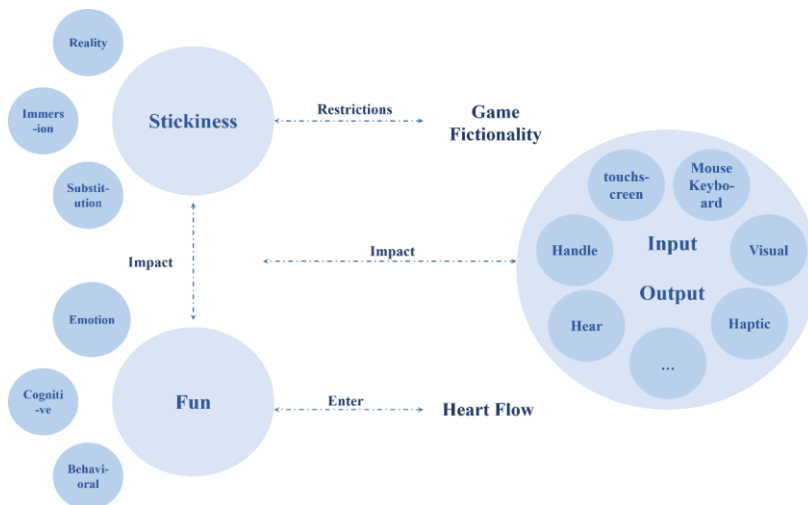 Reality
Immers
-ion
Substit-
ution
Stickiness
Restrictions
Game
Fictionality
Impact
Impact
touchs-
creen
Mouse
Keybo-
ard
Handle
Input
Visual
Output
Hear
Haptic
...
Emotion
Cogniti
-ve
Behavi-
oral
Fun
Enter
Heart Flow